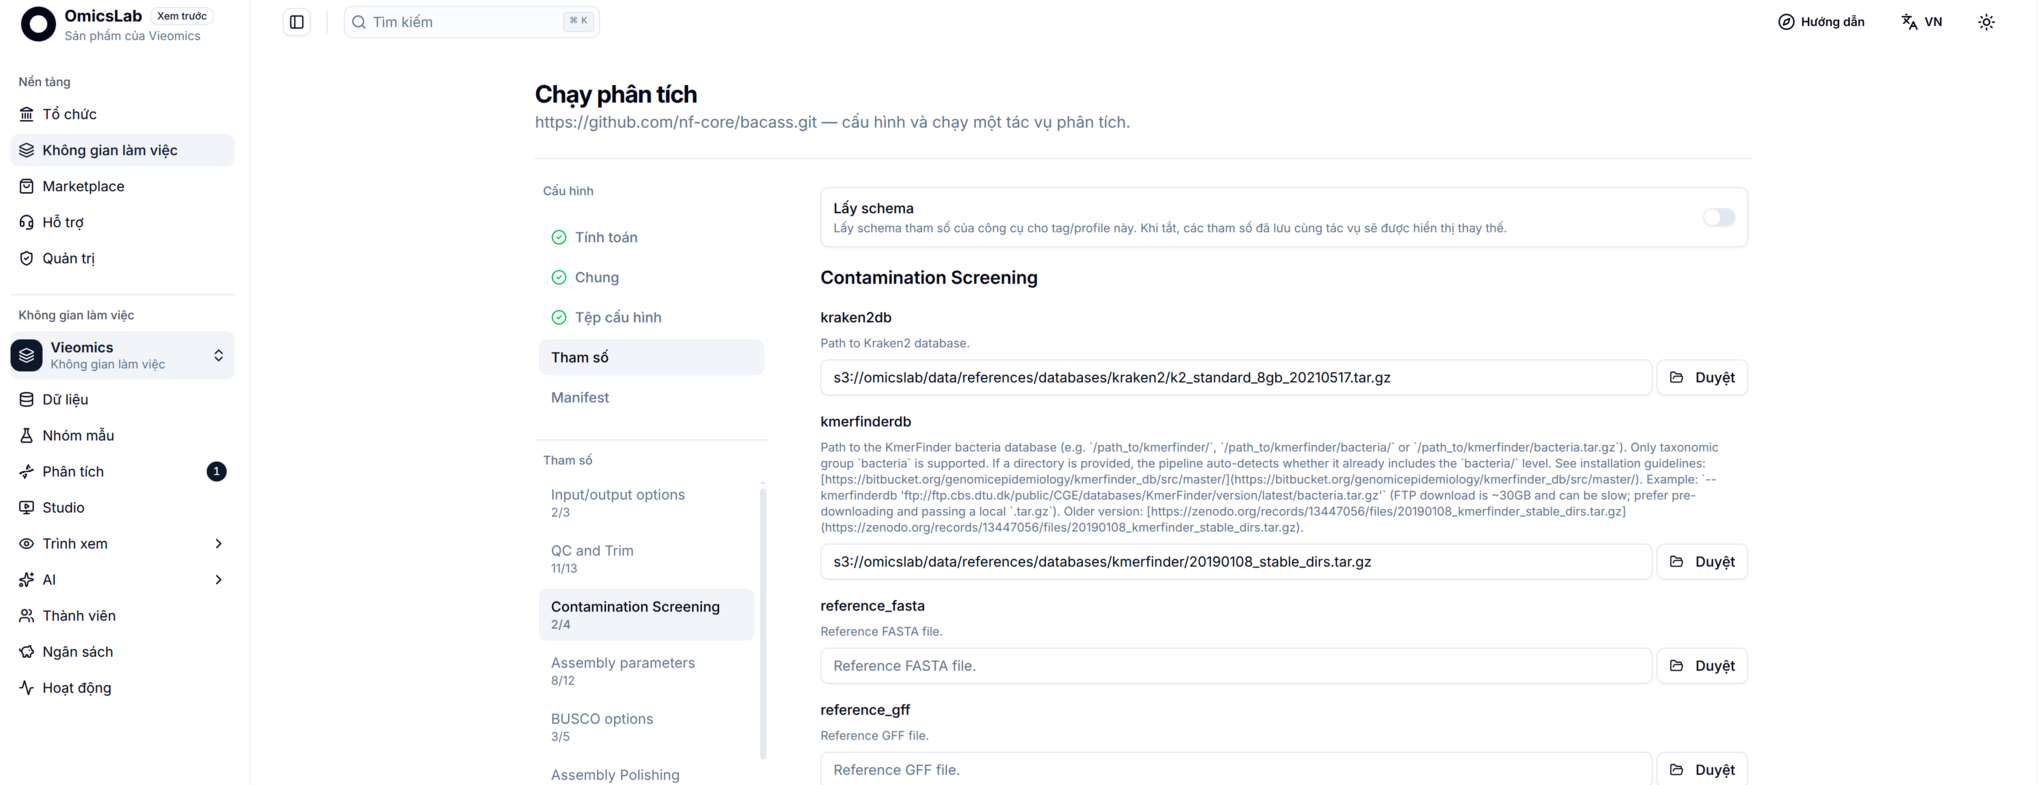 OmicsLab
Xem trước
Sản phẩm của Vieomics
Nền tảng
Tổ chức
Không gian làm việc
Marketplace
Hỗ trợ
Quản trị
Không gian làm việc
Vieomics
Không gian làm việc
Dữ liệu
Nhóm mẫu
Phân tích
1
Studio
Trình xem
AI
Thành viên
Ngân sách
Hoạt động
Tìm kiếm
⌘ K
Hướng dẫn
VN
Chạy phân tích
https://github.com/nf-core/bacass.git — cấu hình và chạy một tác vụ phân tích.
Cấu hình
Tính toán
Chung
Tệp cấu hình
Tham số
Manifest
Tham số
Input/output options
2/3
QC and Trim
11/13
Contamination Screening
2/4
Assembly parameters
8/12
BUSCO options
3/5
Assembly Polishing
Lấy schema
Lấy schema tham số của công cụ cho tag/profile này. Khi tắt, các tham số đã lưu cùng tác vụ sẽ được hiển thị thay thế.
Contamination Screening
kraken2db
Path to Kraken2 database.
s3://omicslab/data/references/databases/kraken2/k2_standard_8gb_20210517.tar.gz
Duyệt
kmerfinderdb
Path to the KmerFinder bacteria database (e.g. `/path_to/kmerfinder/`, `/path_to/kmerfinder/bacteria/` or `/path_to/kmerfinder/bacteria.tar.gz`). Only taxonomic
group `bacteria` is supported. If a directory is provided, the pipeline auto-detects whether it already includes the `bacteria/` level. See installation guidelines:
[https://bitbucket.org/genomicepidemiology/kmerfinder_db/src/master/](https://bitbucket.org/genomicepidemiology/kmerfinder_db/src/master/). Example: `--
kmerfinderdb 'ftp://ftp.cbs.dtu.dk/public/CGE/databases/KmerFinder/version/latest/bacteria.tar.gz'` (FTP download is ~30GB and can be slow; prefer pre-
downloading and passing a local `.tar.gz`). Older version: [https://zenodo.org/records/13447056/files/20190108_kmerfinder_stable_dirs.tar.gz]
(https://zenodo.org/records/13447056/files/20190108_kmerfinder_stable_dirs.tar.gz).
s3://omicslab/data/references/databases/kmerfinder/20190108_stable_dirs.tar.gz
Duyệt
reference_fasta
Reference FASTA file.
Reference FASTA file.
Duyệt
reference_gff
Reference GFF file.
Reference GFF file.
Duyệt